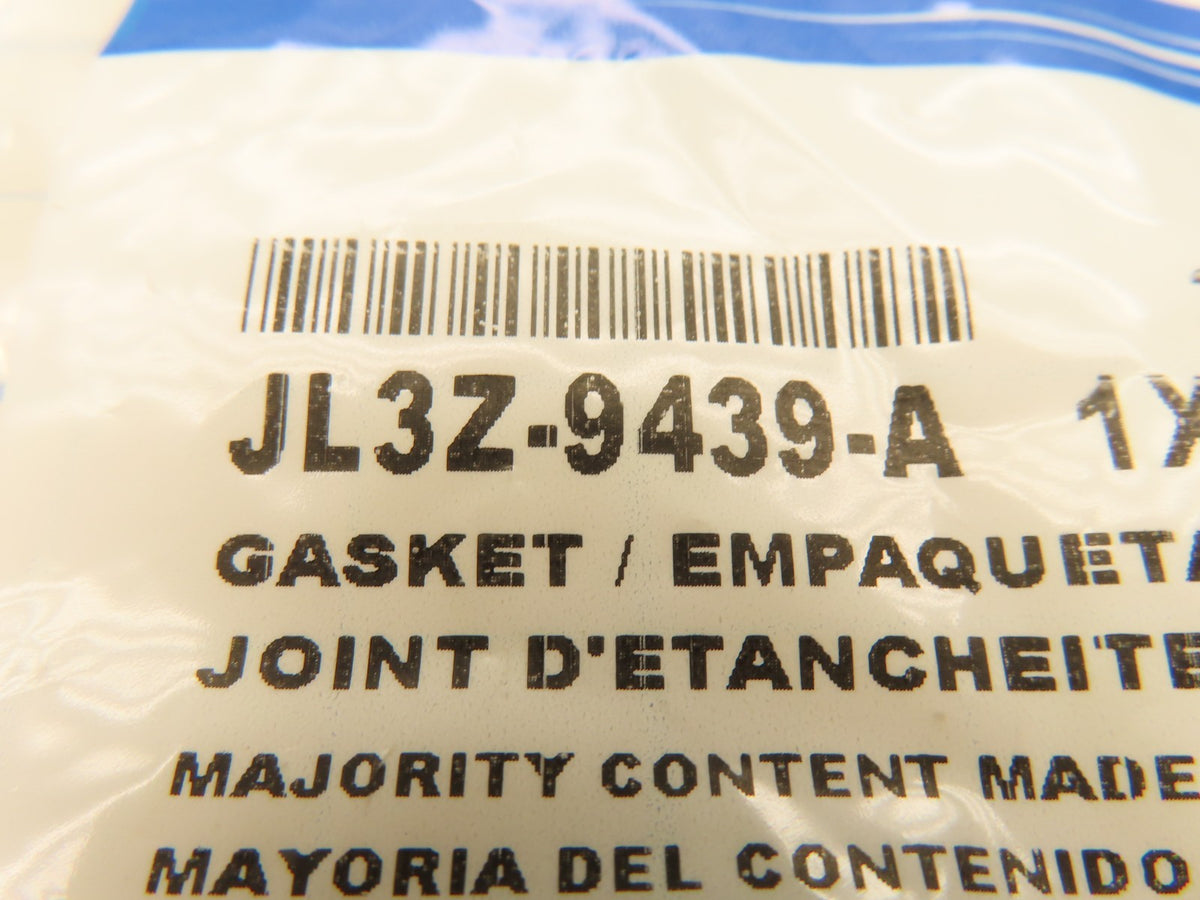 JL3Z-9439-A 1X
GASKET / EMPAQUETA
JOINT D'ETANCHEITE
MAJORITY CONTENT MADE
MAYORIA DEL CONTENIDO